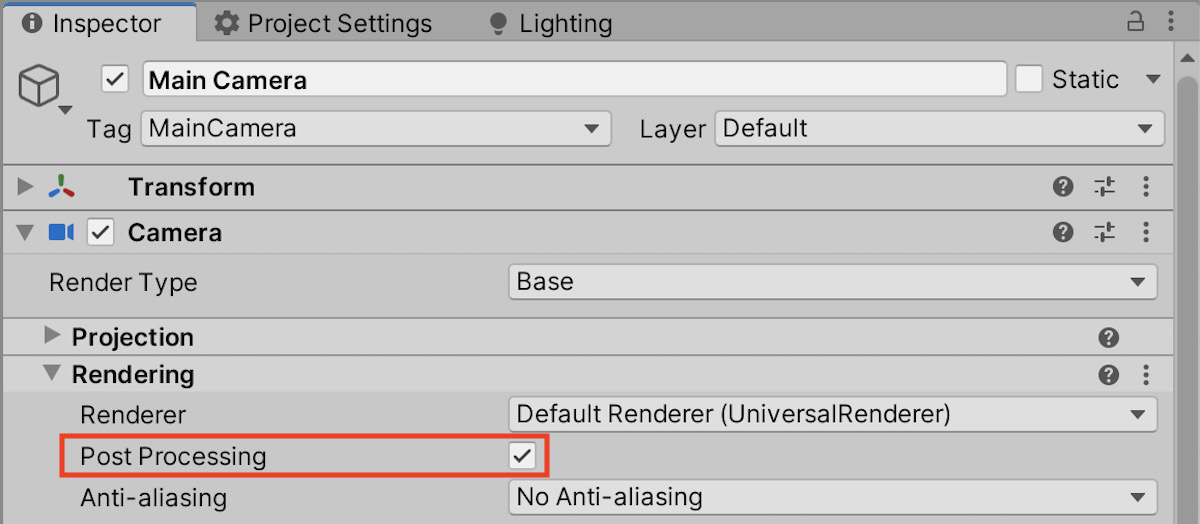 Inspector Project Settings Lighting
Main Camera Static
Tag MainCamera Layer Default
Transform
Camera
Render Type Base
Projection
Rendering
Renderer Default Renderer (UniversalRenderer)
Post Processing
Anti-aliasing No Anti-aliasing